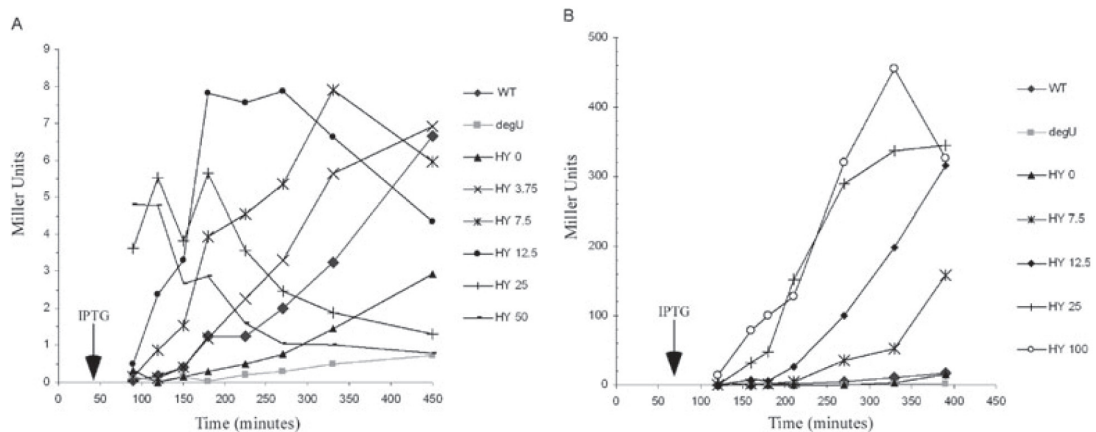 A
9
8
7
6
5
4
3
2
1
0
Miller Units
IPTG
0
50
100
150
200
250
300
350
400
450
Time (minutes)
WT
degU
HY 0
HY 3.75
HY 7.5
HY 12.5
HY 25
HY 50
B
500
400
300
200
100
0
Miller Units
IPTG
0
50
100
150
200
250
300
350
400
450
Time (minutes)
WT
degU
HY 0
HY 7.5
HY 12.5
HY 25
HY 100